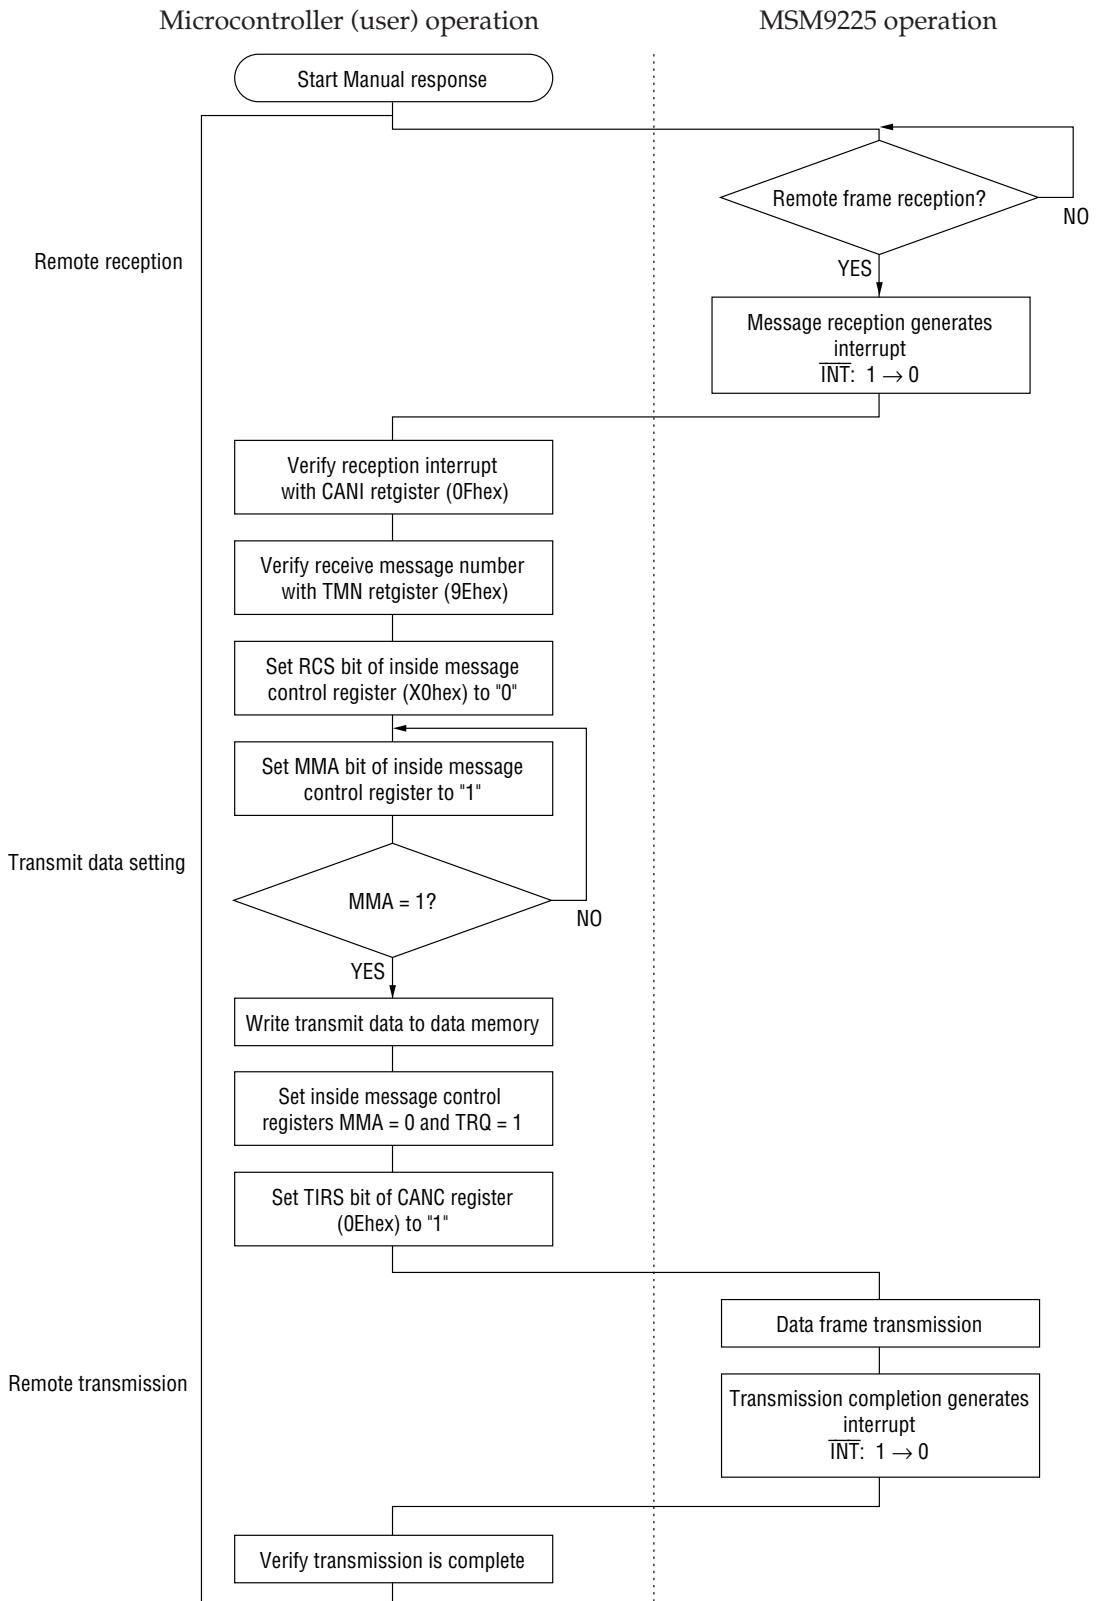 Microcontroller (user) operation
MSM9225 operation
Start Manual response
Remote frame reception?
NO
Remote reception
YES
Message reception generates
interrupt
INT: 1 → 0
Verify reception interrupt
with CANI retgister (0Fhex)
Verify receive message number
with TMN retgister (9Ehex)
Set RCS bit of inside message
control register (X0hex) to "0"
Set MMA bit of inside message
control register to "1"
Transmit data setting
MMA = 1?
NO
YES
Write transmit data to data memory
Set inside message control
registers MMA = 0 and TRQ = 1
Set TIRS bit of CANC register
(0Ehex) to "1"
Data frame transmission
Remote transmission
Transmission completion generates
interrupt
INT: 1 → 0
Verify transmission is complete